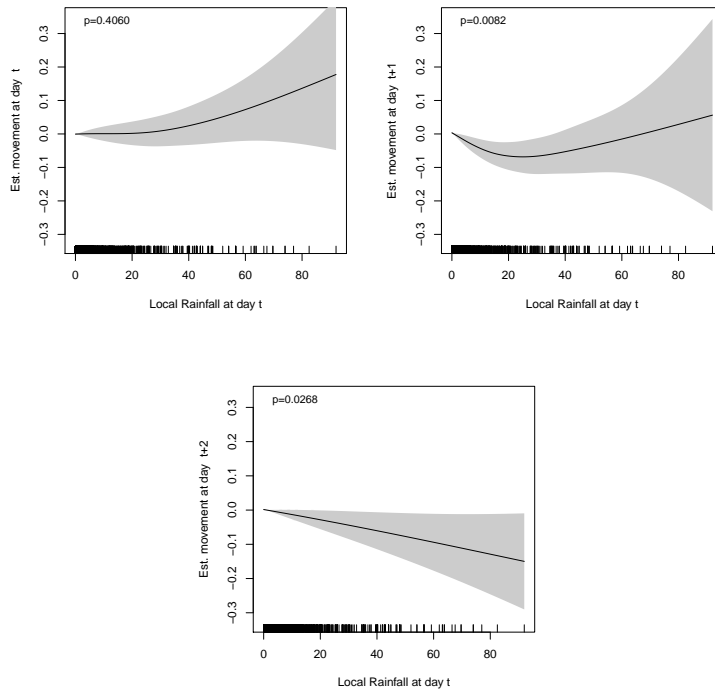 p=0.4060
Est. movement at day t
0.3
0.2
0.1
0.0
−0.1
−0.2
−0.3
0 20 40 60 80
Local Rainfall at day t
p=0.0082
Est. movement at day t+1
0.3
0.2
0.1
0.0
−0.1
−0.2
−0.3
0 20 40 60 80
Local Rainfall at day t
p=0.0268
Est. movement at day t+2
0.3
0.2
0.1
0.0
−0.1
−0.2
−0.3
0 20 40 60 80
Local Rainfall at day t